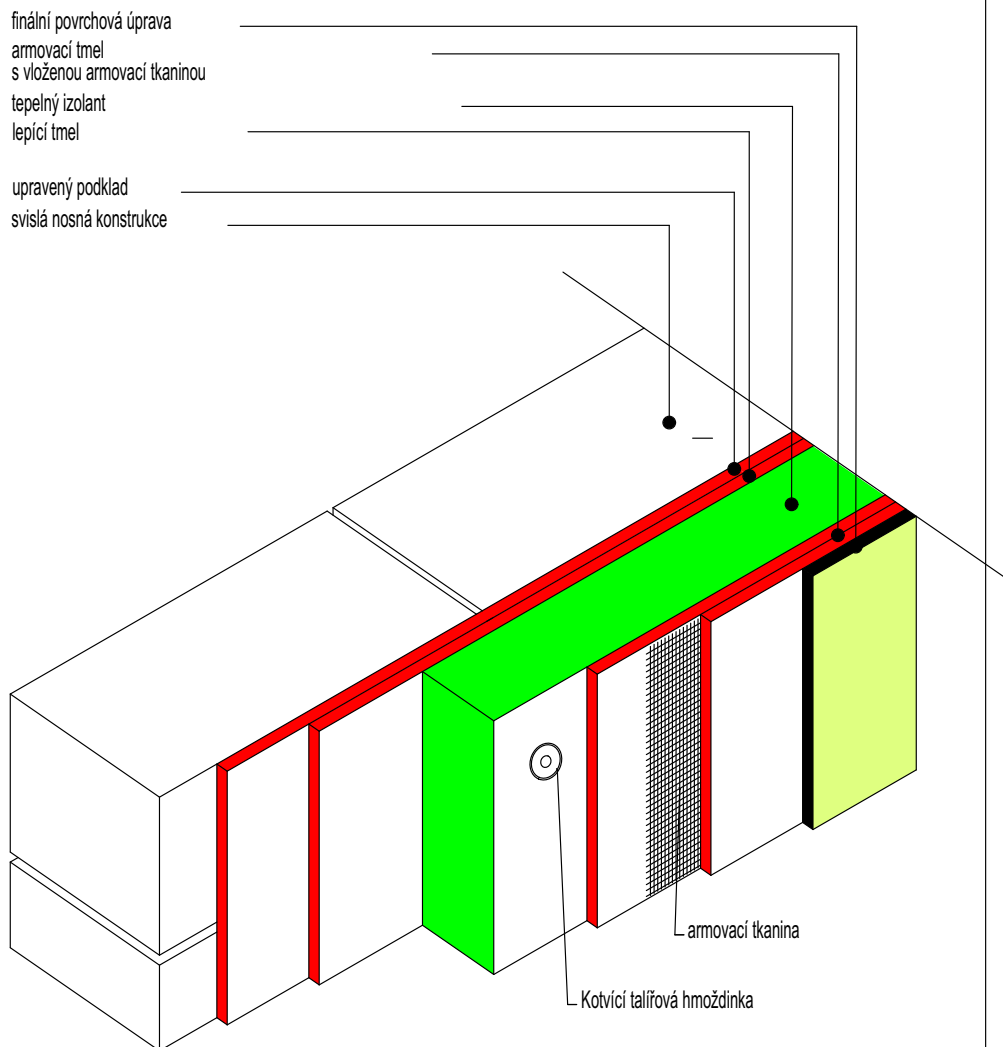 finální povrchová úprava
armovací tmel
s vloženou armovací tkaninou
tepelný izolant
lepící tmel
upravený podklad
svislá nosná konstrukce
armovací tkanina
Kotvící talířová hmoždinka